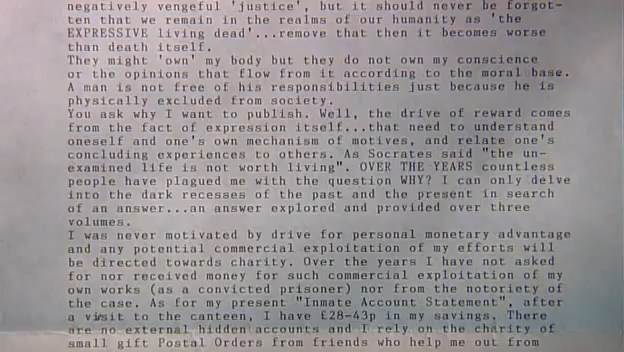 negatively vengeful 'justice', but it should never be forgot-
ten that we remain in the realms of our humanity as 'the
EXPRESSIVE living dead'...remove that then it becomes worse
than death itself.
They might 'own' my body but they do not own my conscience
or the opinions that flow from it according to the moral base.
A man is not free of his responsibilities just because he is
physically excluded from society.
You ask why I want to publish. Well, the drive of reward comes
from the fact of expression itself...that need to understand
oneself and one's own mechanism of motives, and relate one's
concluding experiences to others. As Socrates said "the un-
examined life is not worth living". OVER THE YEARS countless
people have plagued me with the question WHY? I can only delve
into the dark recesses of the past and the present in search
of an answer...an answer explored and provided over three
volumes.
I was never motivated by drive for personal monetary advantage
and any potential commercial exploitation of my efforts will
be directed towards charity. Over the years I have not asked
for nor received money for such commercial exploitation of my
own works (as a convicted prisoner) nor from the notoriety of
the case. As for my present "Inmate Account Statement", after
a visit to the canteen, I have £28-43p in my savings. There
are no external hidden accounts and I rely on the charity of
small gift Postal Orders from friends who help me out from